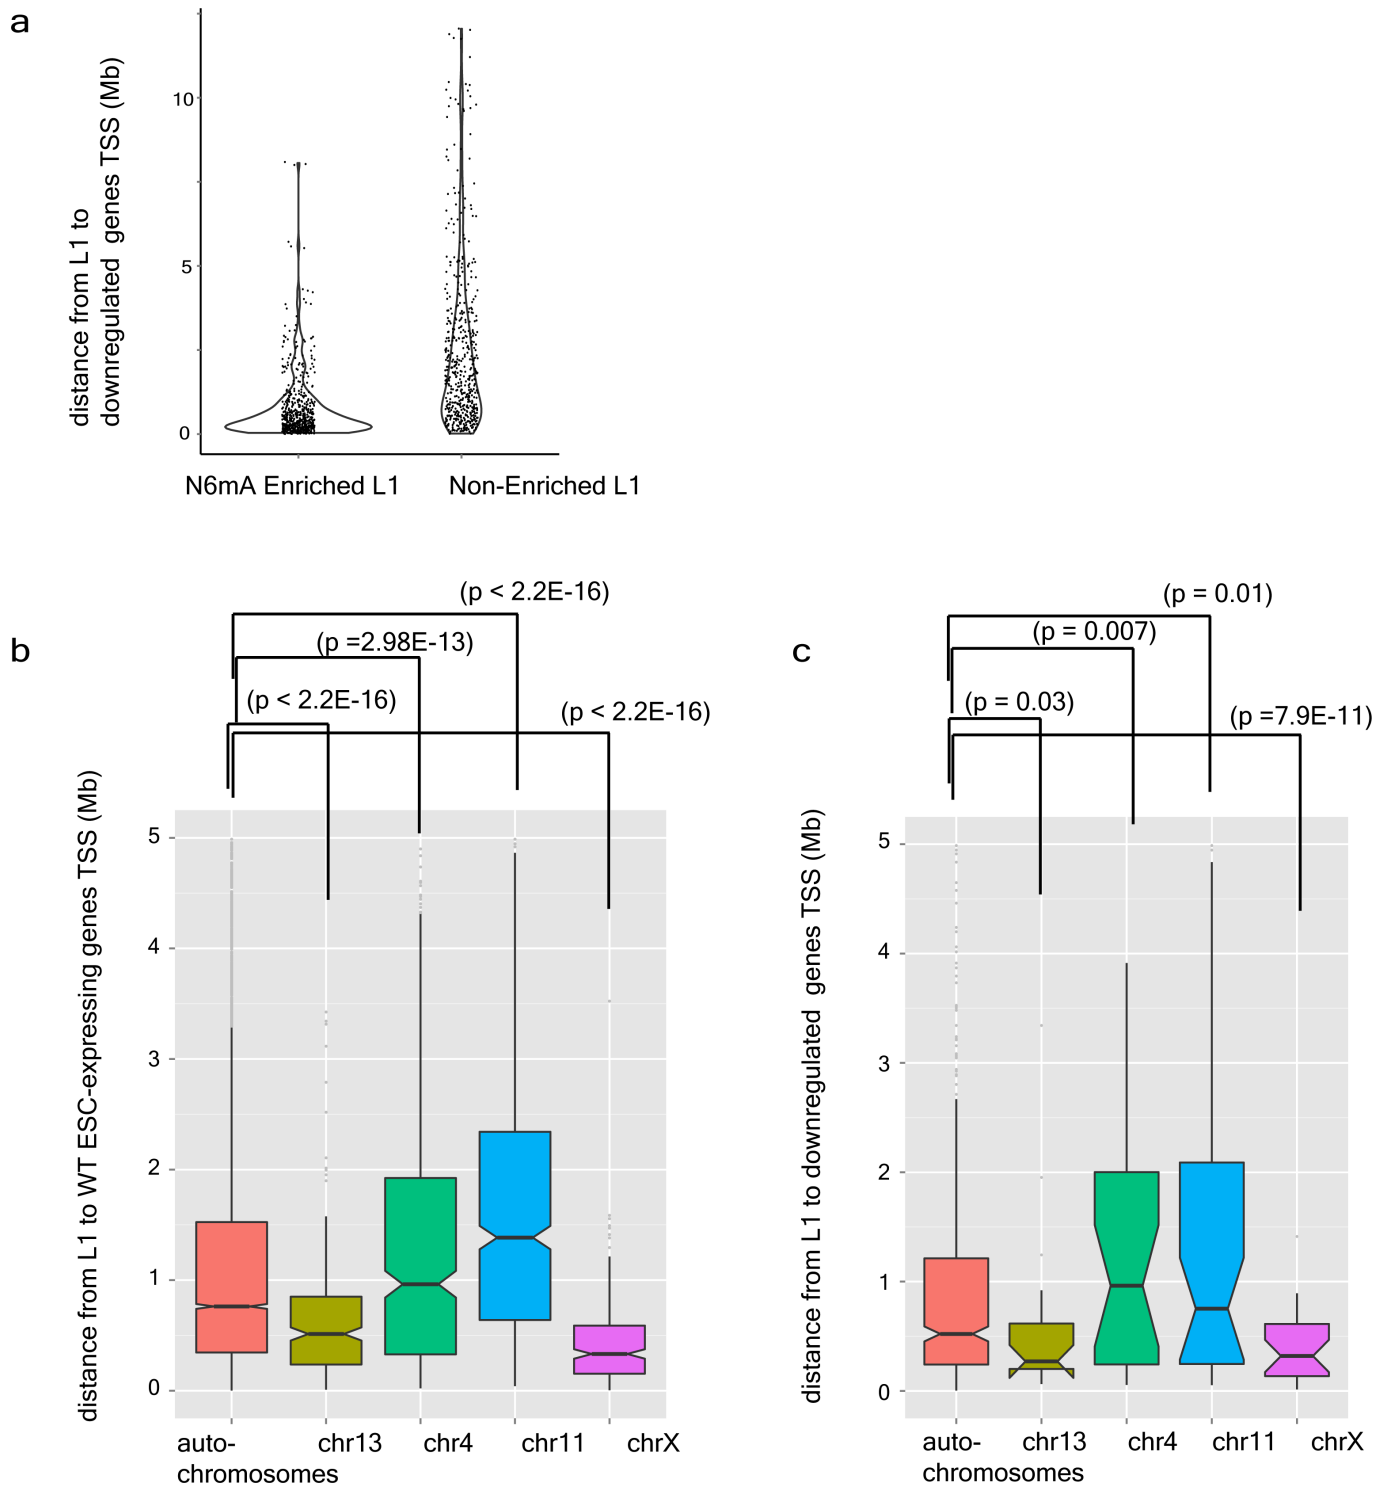 a
distance from L1 to
downregulated genes TSS (Mb)
10
5
0
N6mA Enriched L1
Non-Enriched L1
b
(p < 2.2E-16)
(p =2.98E-13)
(p < 2.2E-16)
(p < 2.2E-16)
distance from L1 to WT ESC-expressing genes TSS (Mb)
5
4
3
2
1
0
auto-
chromosomes
chr13
chr4
chr11
chrX
c
(p = 0.01)
(p = 0.007)
(p = 0.03)
(p =7.9E-11)
distance from L1 to downregulated genes TSS (Mb)
5
4
3
2
1
0
auto-
chromosomes
chr13
chr4
chr11
chrX